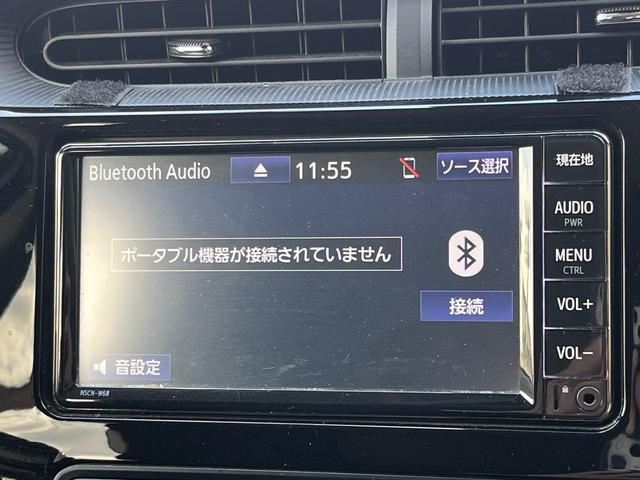 Bluetooth Audio
11:55
ソース選択
ポータブル機器が接続されていません
接続
音設定
NSCN-W68
現在地
AUDIO
PWR
MENU
CTRL
VOL+
VOL-